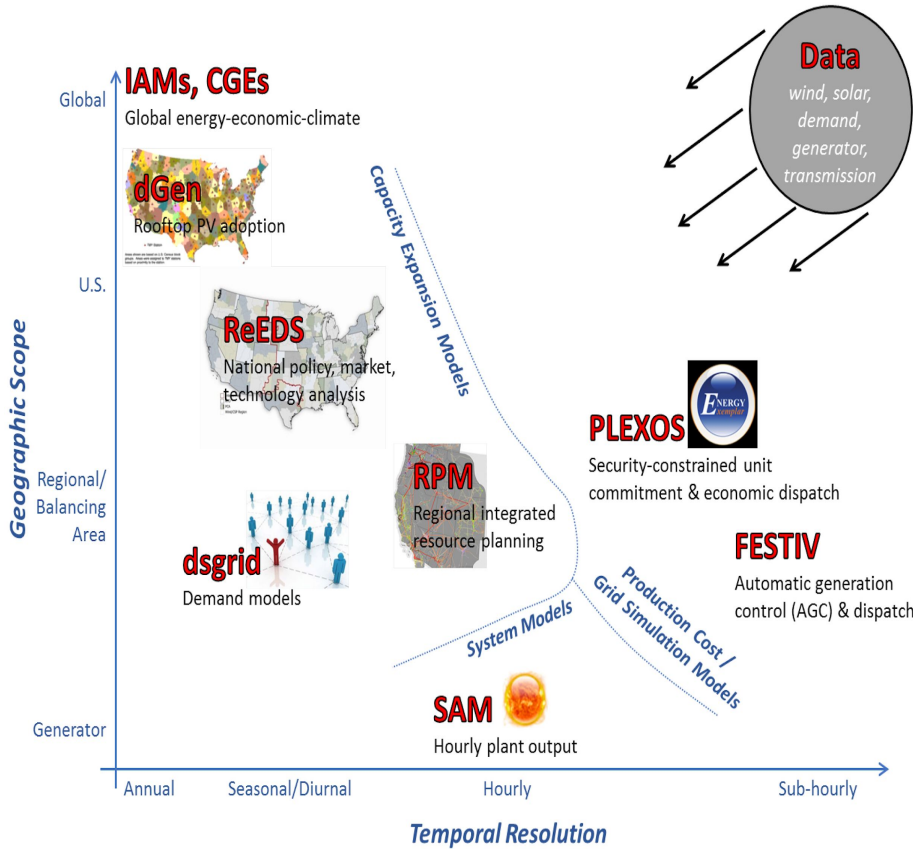 IAMs, CGEs
Global energy-economic-climate
Data
wind, solar,
demand,
generator,
transmission
Global
dGen
Rooftop PV adoption
U.S.
ReEDS
National policy, market,
technology analysis
Capacity Expansion Models
Geographic Scope
PLEXOS
ENERGY
Exemplar
Security-constrained unit
commitment & economic dispatch
Regional/
Balancing
Area
RPM
Regional integrated
resource planning
dsgrid
Demand models
FESTIV
Automatic generation
control (AGC) & dispatch
System Models
Production Cost /
Grid Simulation Models
SAM
Hourly plant output
Generator
Annual
Seasonal/Diurnal
Hourly
Sub-hourly
Temporal Resolution